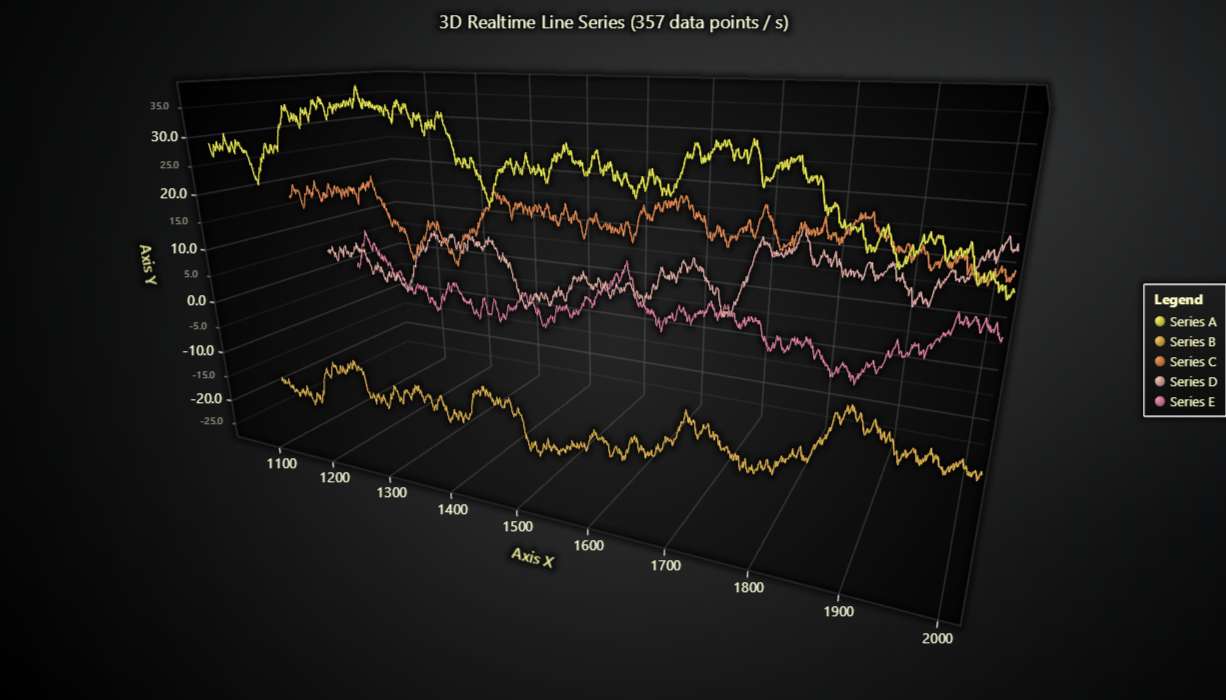 3D Realtime Line Series (357 data points / s)
35.0
30.0
25.0
20.0
15.0
10.0
5.0
0.0
-5.0
-10.0
-15.0
-20.0
-25.0
Axis Y
1100
1200
1300
1400
1500
1600
1700
1800
1900
2000
Axis X
Legend
Series A
Series B
Series C
Series D
Series E